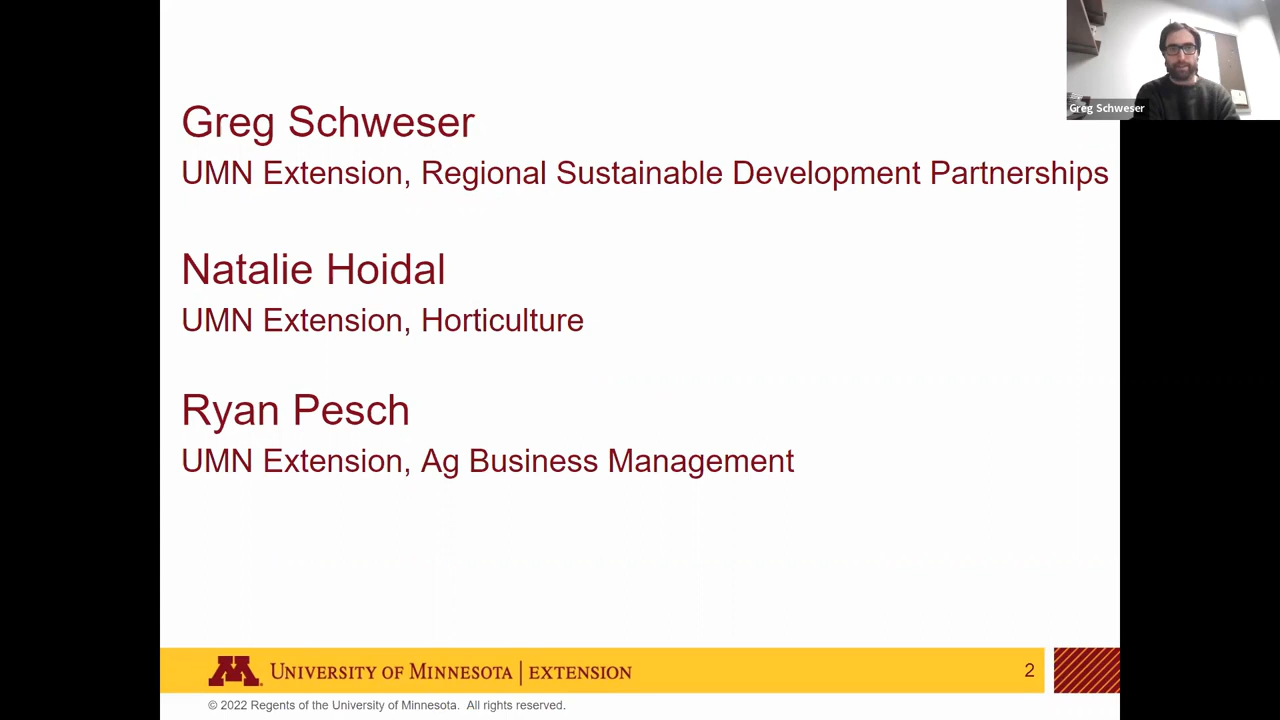 Greg Schweser
UMN Extension, Regional Sustainable Development Partnerships
Greg Schweser
Natalie Hoidal
UMN Extension, Horticulture
Ryan Pesch
UMN Extension, Ag Business Management
M
UNIVERSITY OF MINNESOTA | EXTENSION
2
© 2022 Regents of the University of Minnesota. All rights reserved.